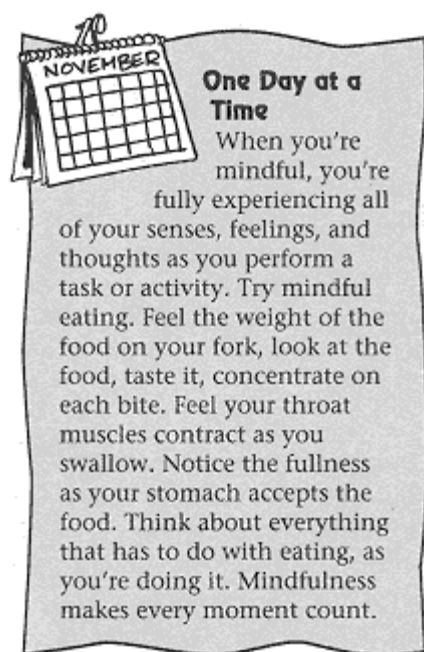 NOVEMBER
One Day at a
Time
When you're
mindful, you're
fully experiencing all
of your senses, feelings, and
thoughts as you perform a
task or activity. Try mindful
eating. Feel the weight of the
food on your fork, look at the
food, taste it, concentrate on
each bite. Feel your throat
muscles contract as you
swallow. Notice the fullness
as your stomach accepts the
food. Think about everything
that has to do with eating, as
you're doing it. Mindfulness
makes every moment count.